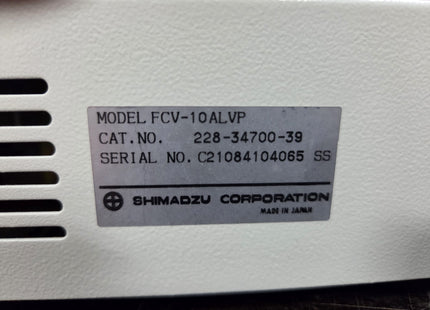 MODEL FCV-10ALVP
CAT.NO. 228-34700-39
SERIAL NO. C21084104065 SS
SHIMADZU CORPORATION
MADE IN JAPAN